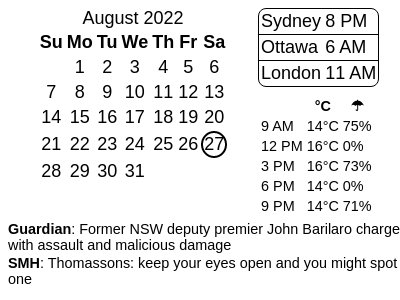 August 2022
Su Mo Tu We Th Fr Sa
1 2 3 4 5 6
7 8 9 10 11 12 13
14 15 16 17 18 19 20
21 22 23 24 25 26 27
28 29 30 31
Sydney 8 PM
Ottawa 6 AM
London 11 AM
°C ☂
9 AM 14°C 75%
12 PM 16°C 0%
3 PM 16°C 73%
6 PM 14°C 0%
9 PM 14°C 71%
Guardian: Former NSW deputy premier John Barilaro charge
with assault and malicious damage
SMH: Thomassons: keep your eyes open and you might spot
one